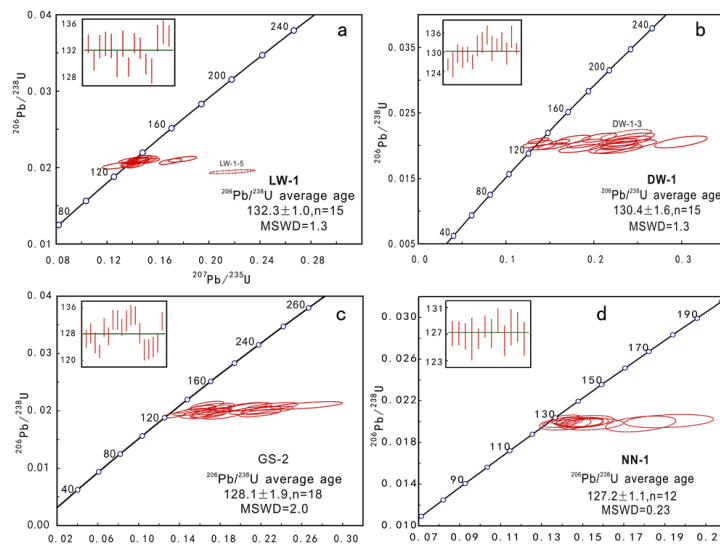 a
0. 04
136
132
128
240
200
0. 03
206Pb/238U
160
0. 02
120
LW-1-5
LW-1
206Pb/238U average age
132.3±1.0,n=15
MSWD=1.3
80
0. 01
0. 08 0. 12 0. 16 0. 20 0. 24 0. 28
207Pb/235U
b
0.040
136
130
124
240
200
0.030
206Pb/238U
160
DW-1-3
120
0.020
80
DW-1
206Pb/238U average age
130.4±1.6,n=15
MSWD=1.3
40
0.005
0. 1 0. 2 0. 3
c
0. 04
136
128
120
260
240
0. 03
206Pb/238U
160
0. 02
120
80
GS-2
0. 01
40
206Pb/238U average age
128.1±1.9,n=18
MSWD=2.0
0. 00
0. 02 0. 06 0. 10 0. 14 0. 18 0. 22 0. 26 0. 30
d
0. 030
131
127
123
190
170
0. 026
206Pb/238U
150
0. 022
130
0. 018
110
NN-1
90
206Pb/238U average age
127.2±1.1,n=12
MSWD=0.23
0. 014
0. 010
0. 07 0. 09 0. 11 0. 13 0. 15 0. 17 0. 19